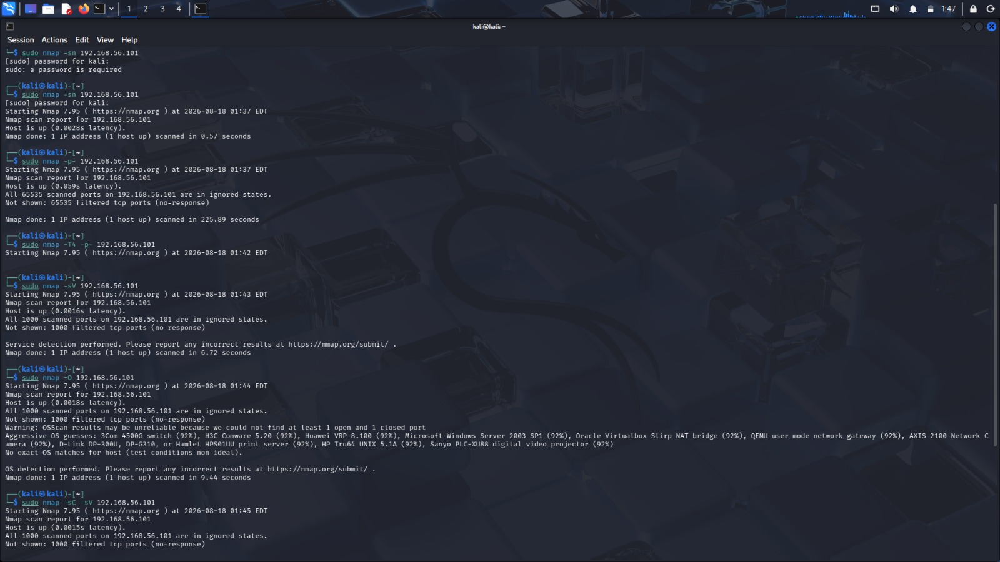 1 2 3 4
1:47
kali@kali: ~
Session Actions Edit View Help
└─$ sudo nmap -sn 192.168.56.101
[sudo] password for kali:
sudo: a password is required
┌──(kali㉿kali)-[~]
└─$ sudo nmap -sn 192.168.56.101
[sudo] password for kali:
Starting Nmap 7.95 ( https://nmap.org ) at 2026-08-18 01:37 EDT
Nmap scan report for 192.168.56.101
Host is up (0.0028s latency).
Nmap done: 1 IP address (1 host up) scanned in 0.57 seconds
┌──(kali㉿kali)-[~]
└─$ sudo nmap -p- 192.168.56.101
Starting Nmap 7.95 ( https://nmap.org ) at 2026-08-18 01:37 EDT
Nmap scan report for 192.168.56.101
Host is up (0.059s latency).
All 65535 scanned ports on 192.168.56.101 are in ignored states.
Not shown: 65535 filtered tcp ports (no-response)
Nmap done: 1 IP address (1 host up) scanned in 225.89 seconds
┌──(kali㉿kali)-[~]
└─$ sudo nmap -T4 -p- 192.168.56.101
Starting Nmap 7.95 ( https://nmap.org ) at 2026-08-18 01:42 EDT
┌──(kali㉿kali)-[~]
└─$ sudo nmap -sV 192.168.56.101
Starting Nmap 7.95 ( https://nmap.org ) at 2026-08-18 01:43 EDT
Nmap scan report for 192.168.56.101
Host is up (0.0016s latency).
All 1000 scanned ports on 192.168.56.101 are in ignored states.
Not shown: 1000 filtered tcp ports (no-response)
Service detection performed. Please report any incorrect results at https://nmap.org/submit/ .
Nmap done: 1 IP address (1 host up) scanned in 6.72 seconds
┌──(kali㉿kali)-[~]
└─$ sudo nmap -O 192.168.56.101
Starting Nmap 7.95 ( https://nmap.org ) at 2026-08-18 01:44 EDT
Nmap scan report for 192.168.56.101
Host is up (0.0018s latency).
All 1000 scanned ports on 192.168.56.101 are in ignored states.
Not shown: 1000 filtered tcp ports (no-response)
Warning: OSScan results may be unreliable because we could not find at least 1 open and 1 closed port
Aggressive OS guesses: 3Com 4500G switch (92%), H3C Comware 5.20 (92%), Huawei VRP 8.100 (92%), Microsoft Windows Server 2003 SP1 (92%), Oracle Virtualbox Slirp NAT bridge (92%), QEMU user mode network gateway (92%), AXIS 2100 Network C
amera (92%), D-Link DP-300U, DP-G310, or Hamlet HPS01UU print server (92%), HP Tru64 UNIX 5.1A (92%), Sanyo PLC-XU88 digital video projector (92%)
No exact OS matches for host (test conditions non-ideal).
OS detection performed. Please report any incorrect results at https://nmap.org/submit/ .
Nmap done: 1 IP address (1 host up) scanned in 9.44 seconds
┌──(kali㉿kali)-[~]
└─$ sudo nmap -sC -sV 192.168.56.101
Starting Nmap 7.95 ( https://nmap.org ) at 2026-08-18 01:45 EDT
Nmap scan report for 192.168.56.101
Host is up (0.0015s latency).
All 1000 scanned ports on 192.168.56.101 are in ignored states.
Not shown: 1000 filtered tcp ports (no-response)